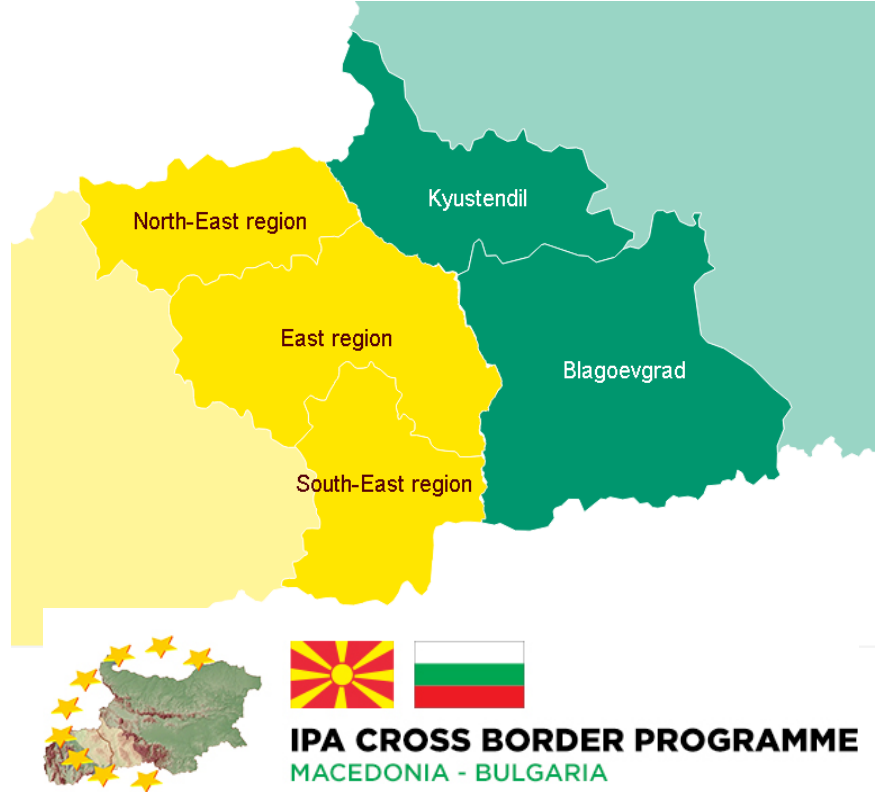 Kyustendil
North-East region
East region
Blagoevgrad
South-East region
IPA CROSS BORDER PROGRAMME
MACEDONIA - BULGARIA